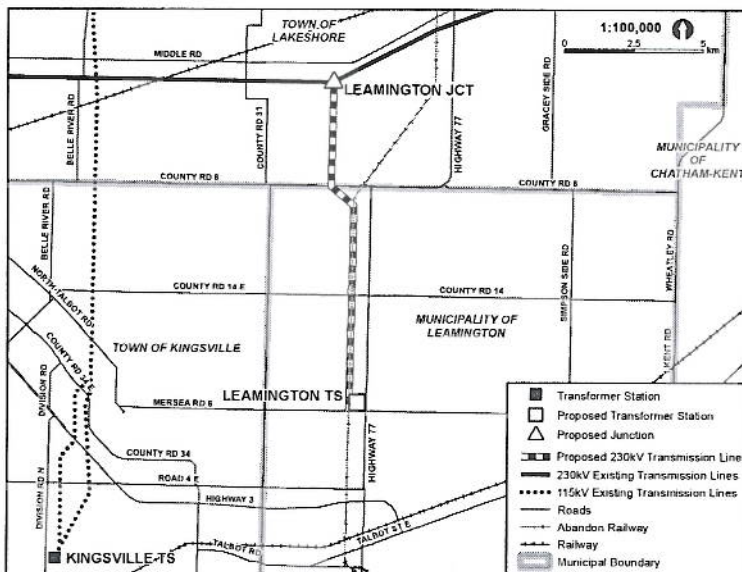 TOWN OF
LAKESHORE
1:100,000
0 2.5 5
km
MIDDLE RD
LEAMINGTON JCT
BELLE RIVER RD
COUNTY RD 31
HIGHWAY 77
GRACEY SIDE RD
MUNICIPALITY
OF
CHATHAM-KENT
COUNTY RD 8
COUNTY RD 8
BELLE RIVER RD
NORTH TALBOT RD
COUNTY RD 14 E
COUNTY RD 14
SIMPSON SIDE RD
WHEATLEY RD
TOWN OF KINGSVILLE
MUNICIPALITY OF
LEAMINGTON
COUNTY RD 34 E
KENT RD
DIVISION RD
LEAMINGTON TS
MERSEA RD 6
COUNTY RD 34
HIGHWAY 77
ROAD 4 E
HIGHWAY 3
DIVISION RD N
TALBOT RD
TALBOT ST E
KINGSVILLE TS
Transformer Station
Proposed Transformer Station
Proposed Junction
Proposed 230kV Transmission Line
230kV Existing Transmission Lines
115kV Existing Transmission Lines
Roads
Abandon Railway
Railway
Municipal Boundary